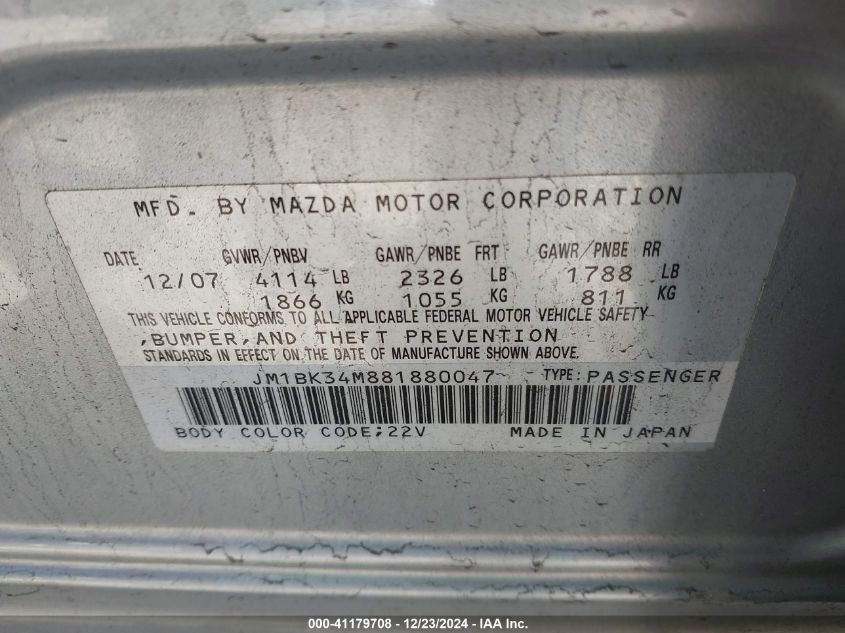 MFD. BY MAZDA MOTOR CORPORATION
DATE GVWR/PNBV GAWR/PNBE FRT GAWR/PNBE RR
12/07 4114 LB 2326 LB 1788 LB
1866 KG 1055 KG 811 KG
THIS VEHICLE CONFORMS TO ALL APPLICABLE FEDERAL MOTOR VEHICLE SAFETY
,BUMPER,AND THEFT PREVENTION
STANDARDS IN EFFECT ON THE DATE OF MANUFACTURE SHOWN ABOVE.
JM1BK34M881880047 TYPE:PASSENGER
BODY COLOR CODE;22V MADE IN JAPAN
000-41179708 - 12/23/2024 - IAA Inc.